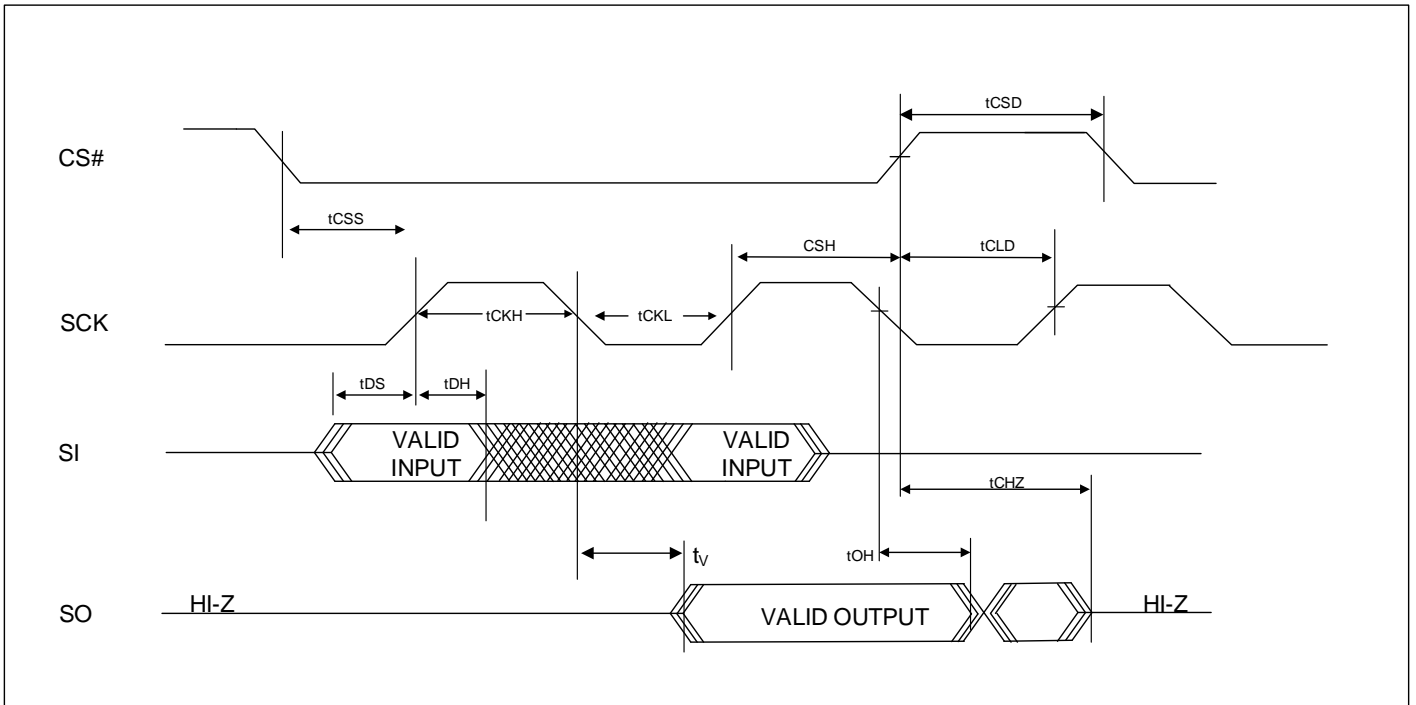 tCSD
CS#
tCSS
CSH
tCLD
SCK
tCKH
tCKL
tDS
tDH
SI
VALID
INPUT
VALID
INPUT
tCHZ
tV
tOH
SO
HI-Z
VALID OUTPUT
HI-Z